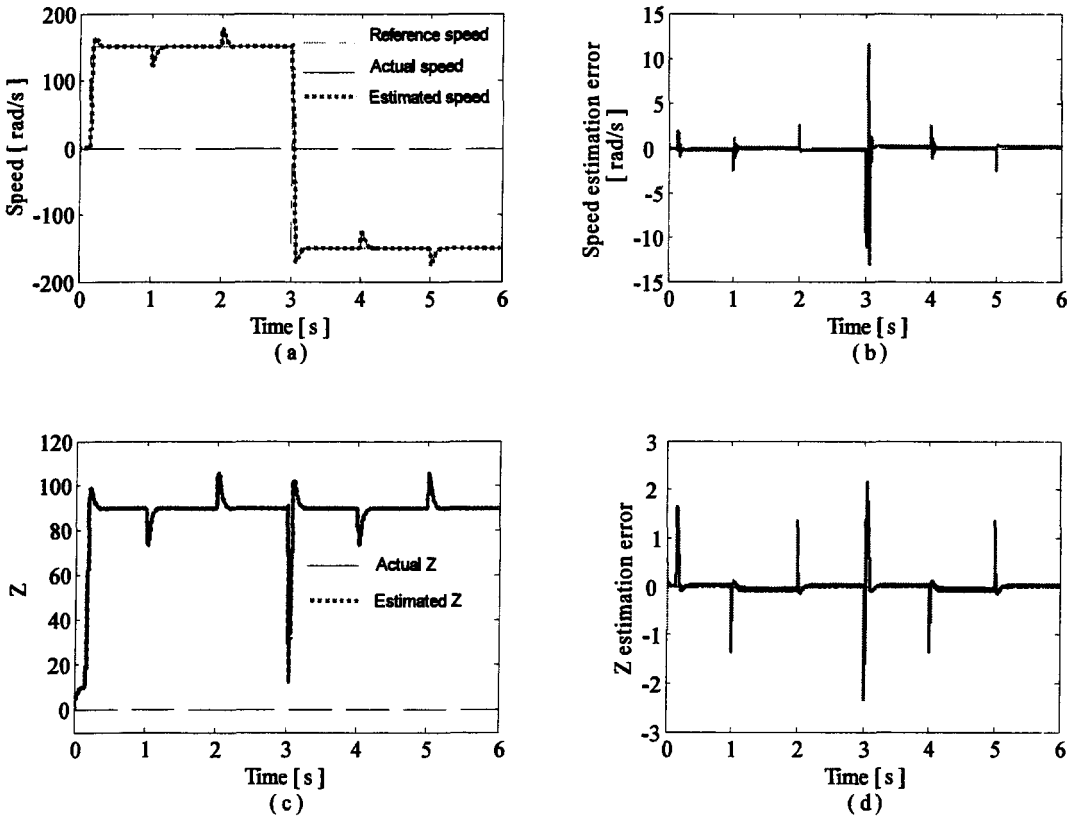 200
150
100
0
-100
-200
Speed [ rad/s ]
Reference speed
Actual speed
Estimated speed
0 1 2 3 4 5 6
Time [ s ]
( a )
15
10
5
0
-5
-10
-15
Speed estimation error
[ rad/s ]
0 1 2 3 4 5 6
Time [ s ]
( b )
120
100
80
60
40
20
0
Z
Actual Z
Estimated Z
0 1 2 3 4 5 6
Time [ s ]
( c )
3
2
1
0
-1
-2
-3
Z estimation error
0 1 2 3 4 5 6
Time [ s ]
( d )